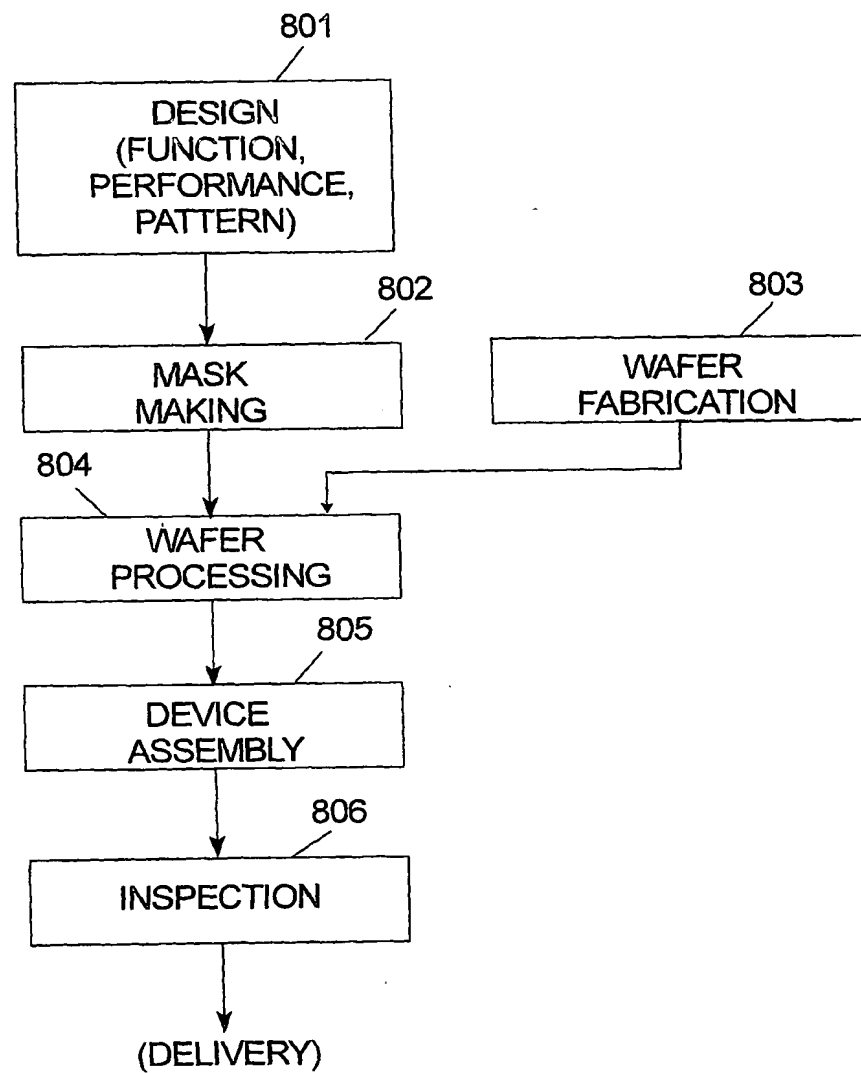 801
DESIGN
(FUNCTION,
PERFORMANCE,
PATTERN)
802
803
MASK
MAKING
WAFER
FABRICATION
804
WAFER
PROCESSING
805
DEVICE
ASSEMBLY
806
INSPECTION
(DELIVERY)